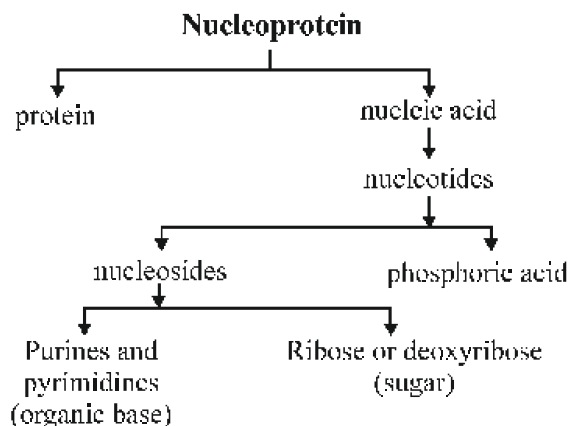 Nucleoprotein
protein
nucleic acid
nucleotides
nucleosides
phosphoric acid
Purines and
pyrimidines
(organic base)
Ribose or deoxyribose
(sugar)